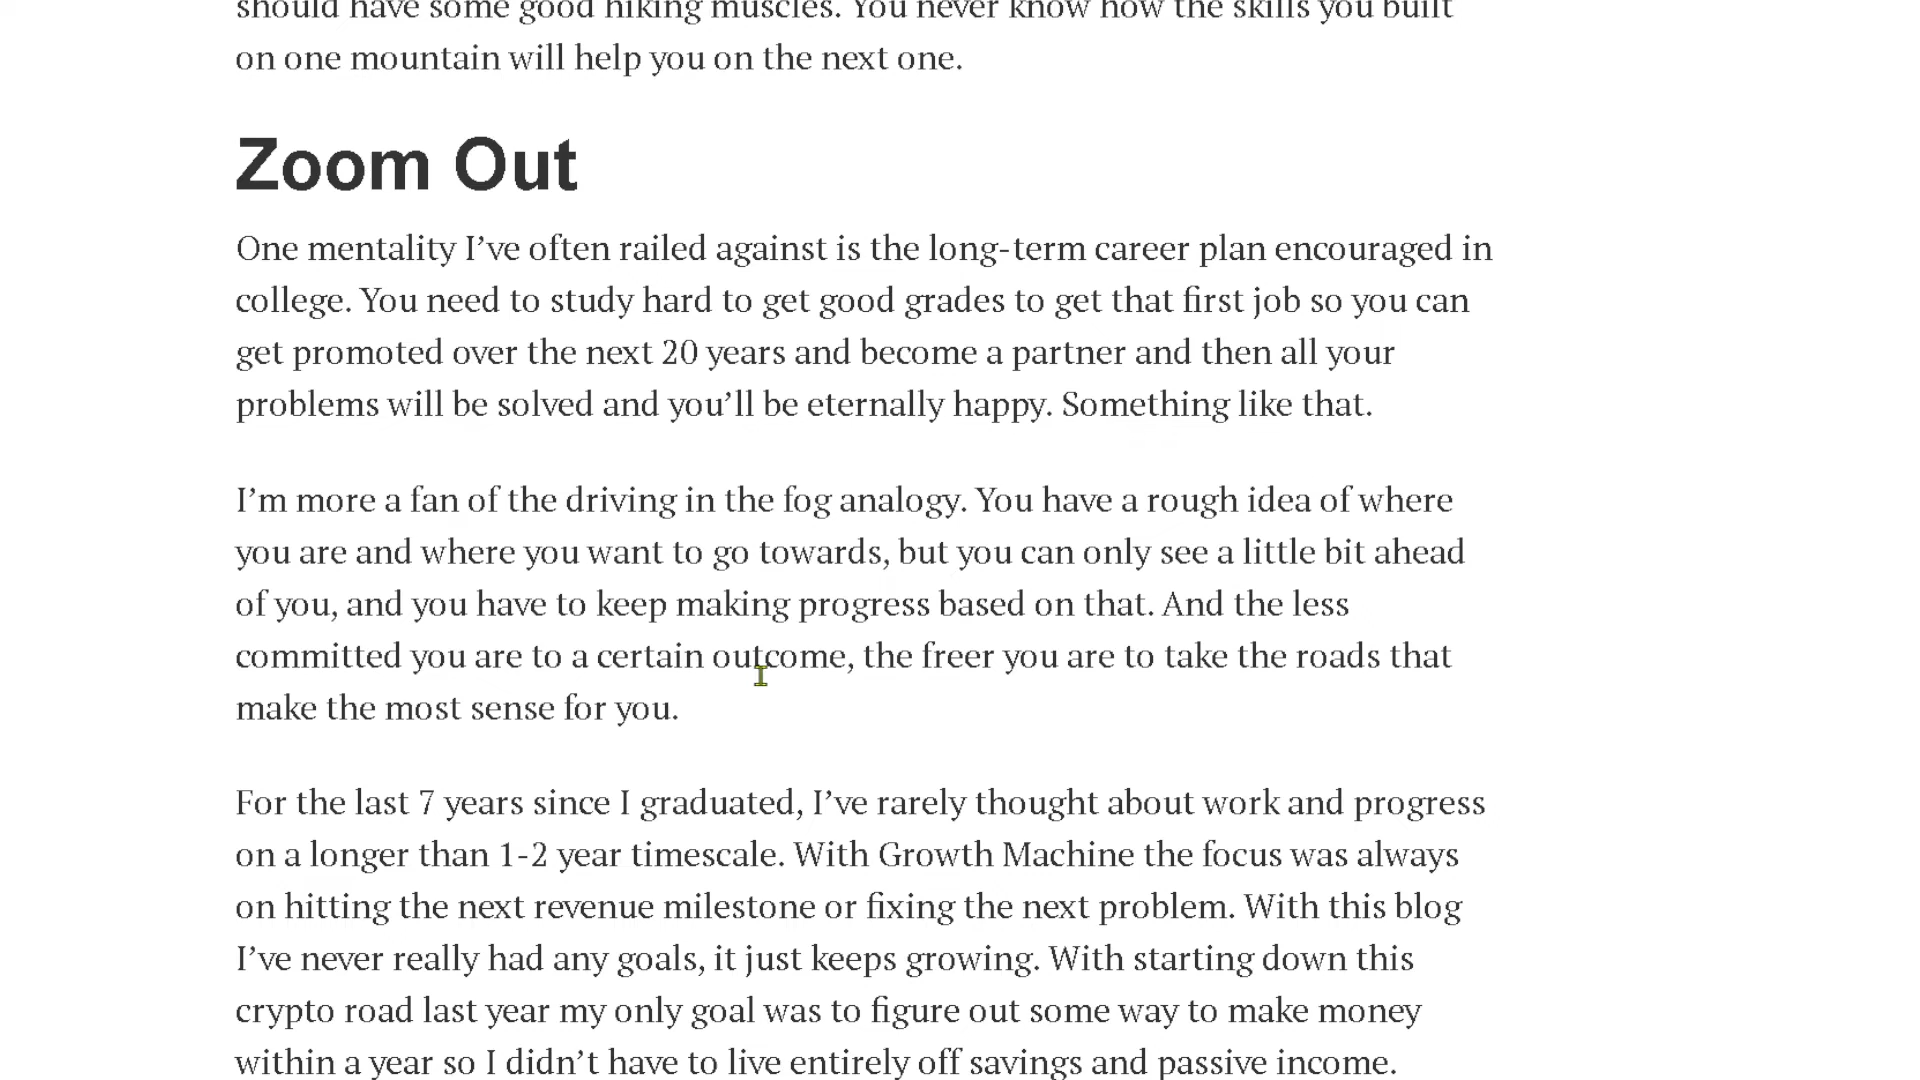 should have some good hiking muscles. You never know how the skills you built
on one mountain will help you on the next one.
Zoom Out
One mentality I’ve often railed against is the long-term career plan encouraged in
college. You need to study hard to get good grades to get that first job so you can
get promoted over the next 20 years and become a partner and then all your
problems will be solved and you’ll be eternally happy. Something like that.
I’m more a fan of the driving in the fog analogy. You have a rough idea of where
you are and where you want to go towards, but you can only see a little bit ahead
of you, and you have to keep making progress based on that. And the less
committed you are to a certain outcome, the freer you are to take the roads that
make the most sense for you.
For the last 7 years since I graduated, I’ve rarely thought about work and progress
on a longer than 1-2 year timescale. With Growth Machine the focus was always
on hitting the next revenue milestone or fixing the next problem. With this blog
I’ve never really had any goals, it just keeps growing. With starting down this
crypto road last year my only goal was to figure out some way to make money
within a year so I didn’t have to live entirely off savings and passive income.